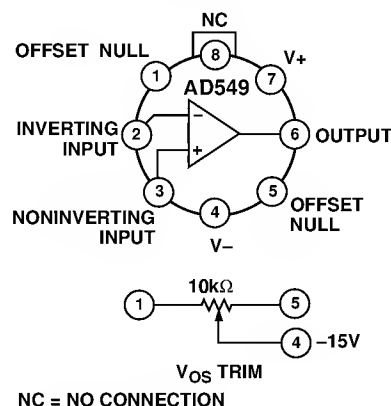 NC
OFFSET NULL
8
V+
1
7
AD549
INVERTING
INPUT
2
−
6
OUTPUT
+
3
5
NONINVERTING
INPUT
4
OFFSET
NULL
V−
10kΩ
1
5
4
−15V
VOS TRIM
NC = NO CONNECTION